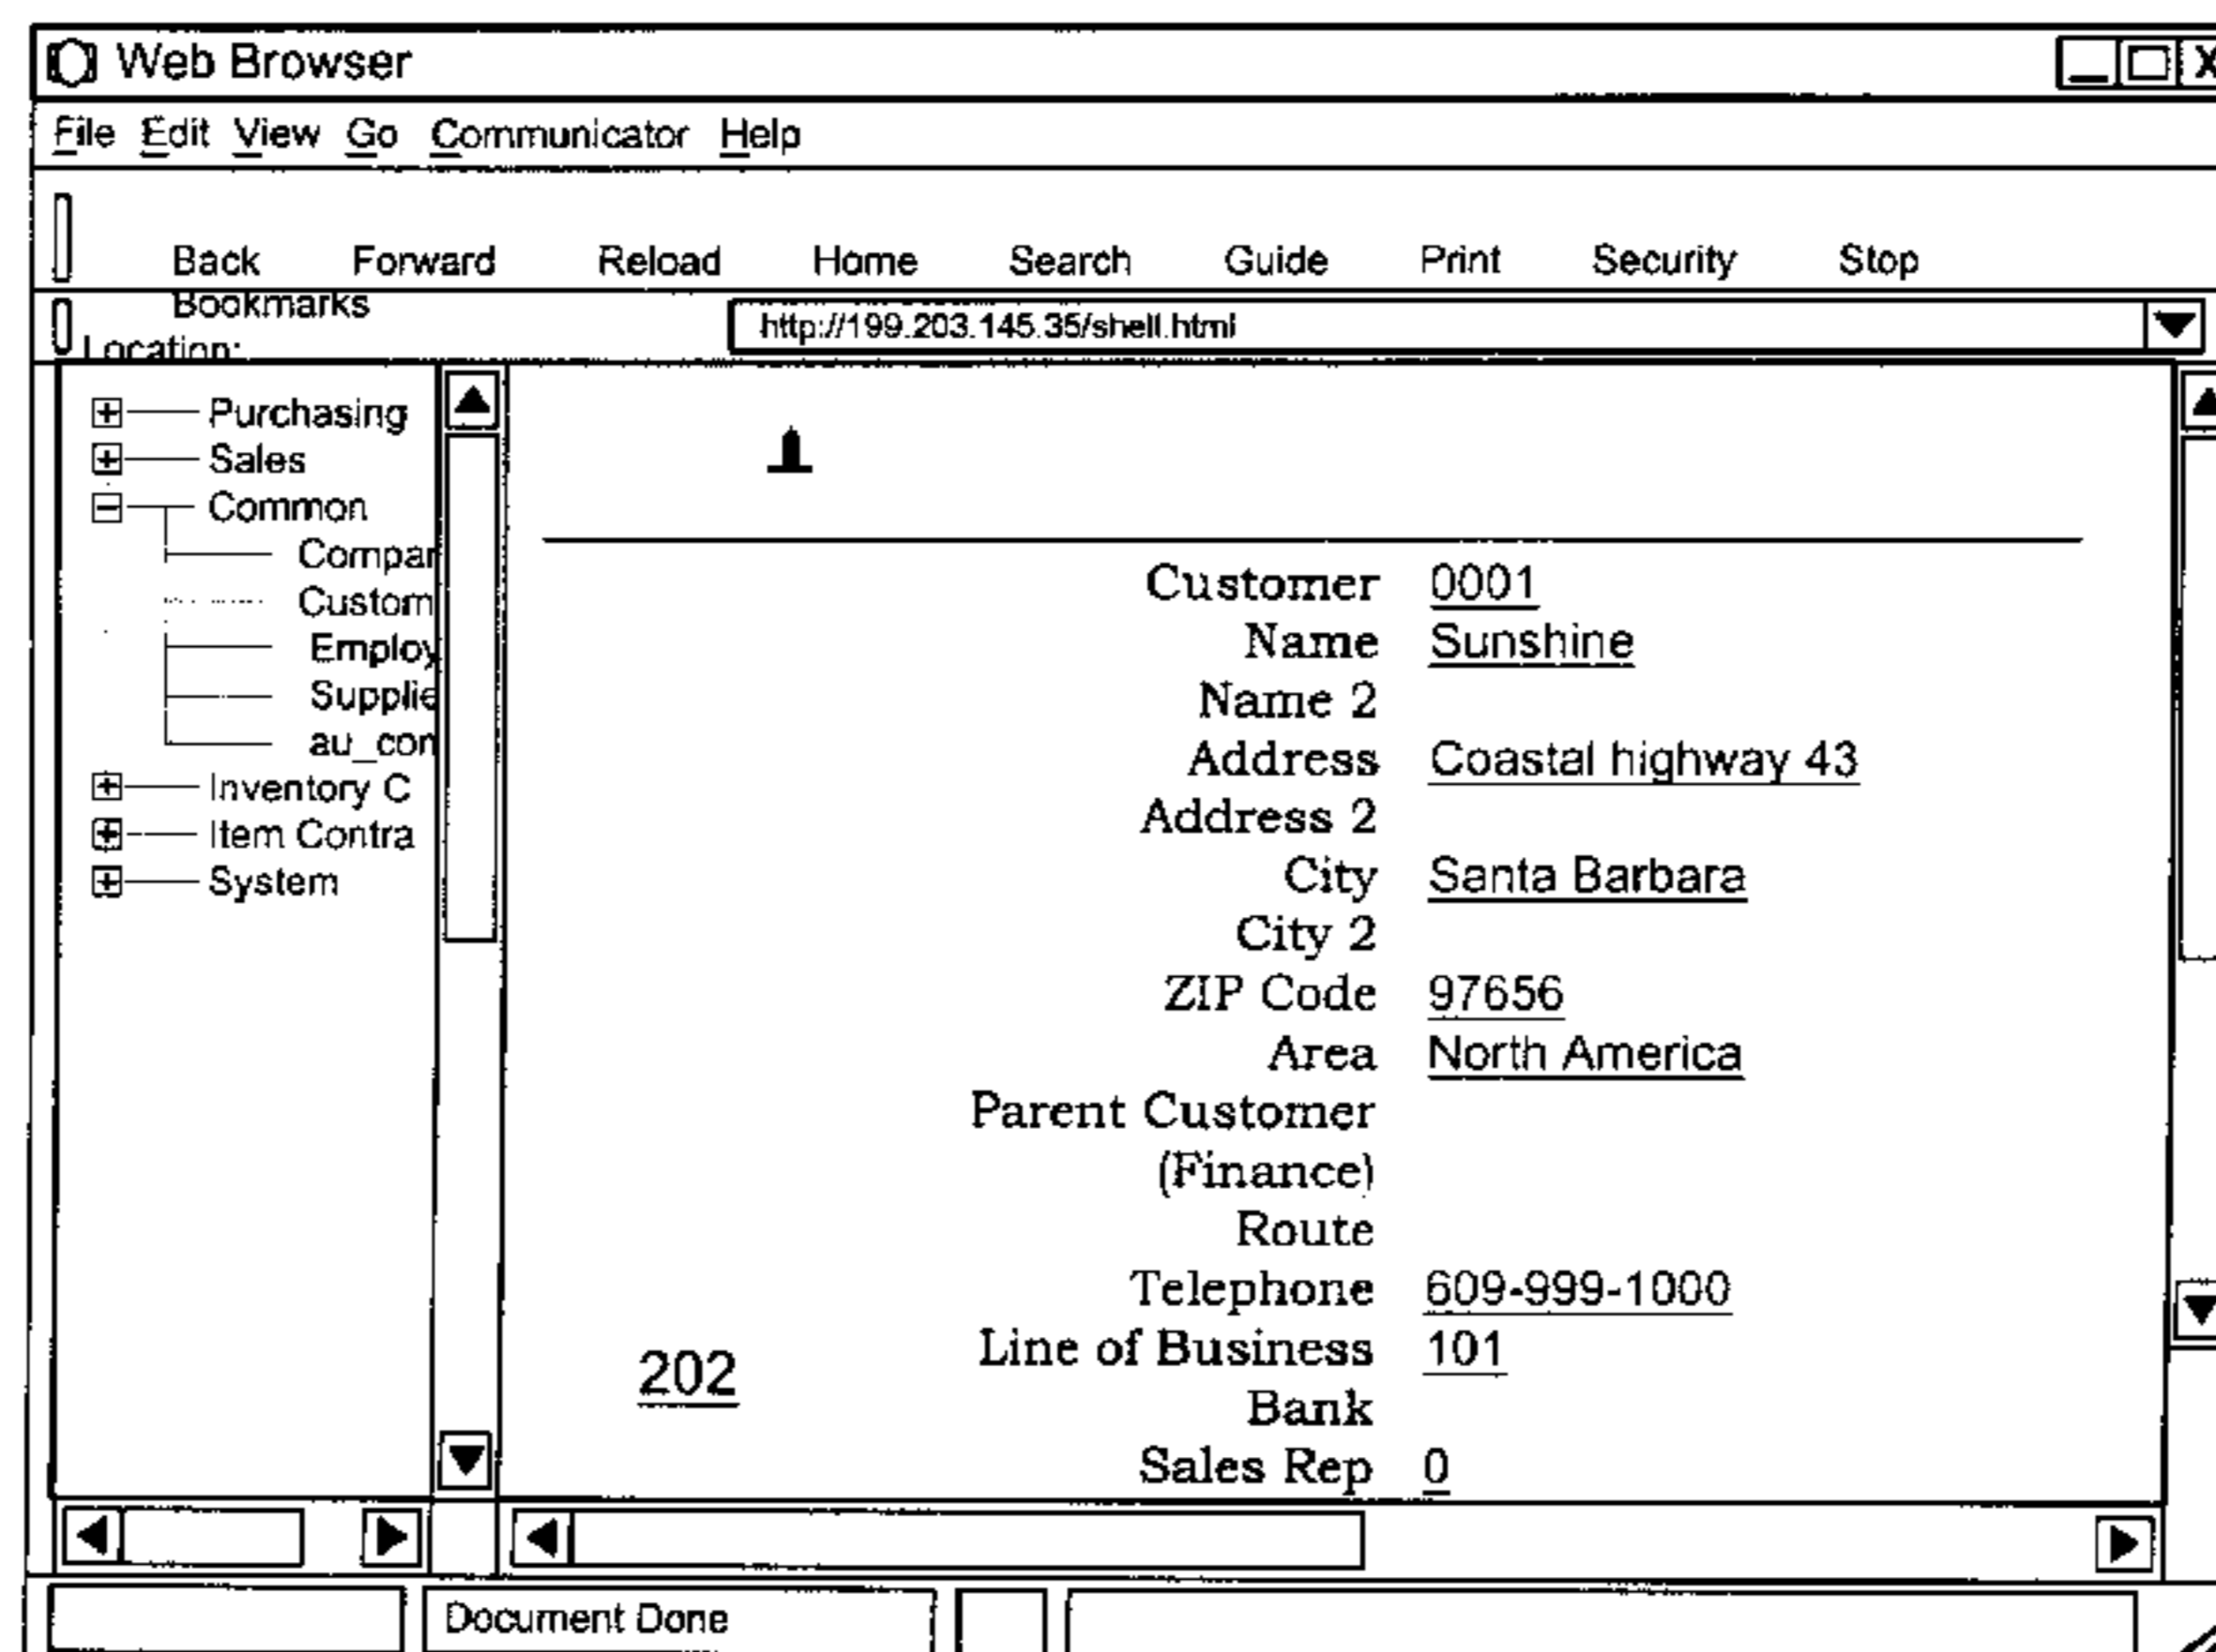 Web Browser
File Edit View Go Communicator Help
Back Forward Reload Home Search Guide Print Security Stop
Bookmarks
Location:
http://199.203.145.35/shell.html
Purchasing
Sales
Common
Compar
Custom
Employ
Supplie
au_con
Inventory C
Item Contra
System
Customer 0001
Name Sunshine
Name 2
Address Coastal highway 43
Address 2
City Santa Barbara
City 2
ZIP Code 97656
Area North America
Parent Customer
(Finance)
Route
Telephone 609-999-1000
Line of Business 101
Bank
Sales Rep 0
202
Document Done